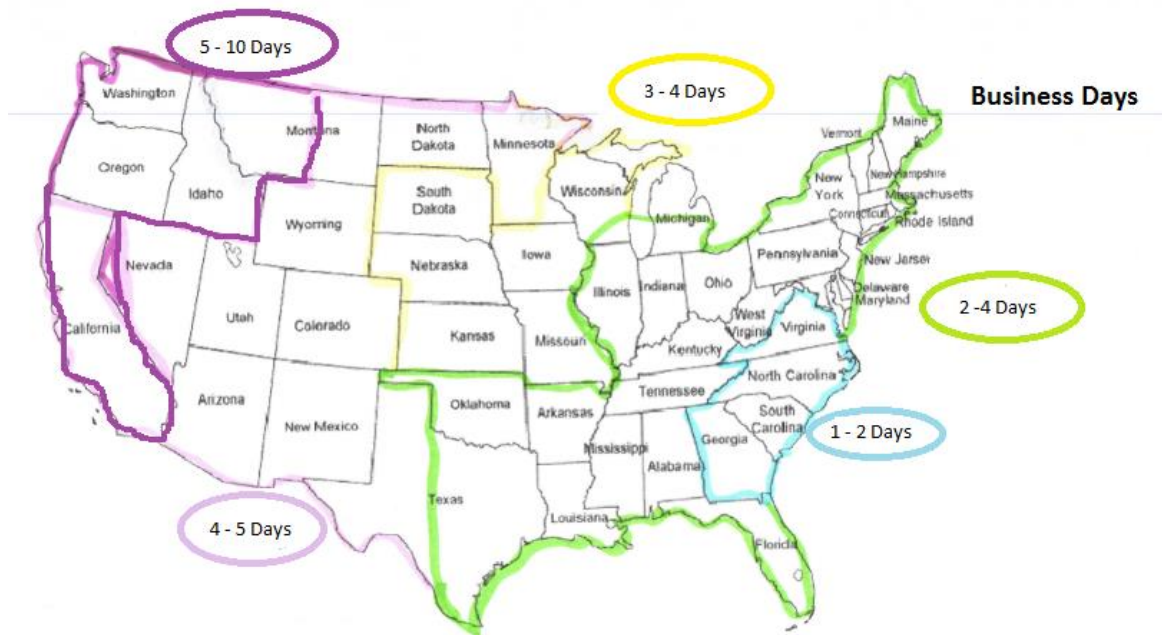 5 - 10 Days
3 - 4 Days
Business Days
Washington
Montana
North
Dakota
Minnesota
Maine
Vermont
Oregon
Idaho
South
Dakota
Wisconsin
Michigan
New
York
New Hampshire
Massachusetts
Connecticut
Rhode Island
Wyoming
Nevada
Nebraska
Iowa
Pennsylvania
New Jerser
Illinois
Indiana
Ohio
Delaware
Maryland
2 -4 Days
California
Utah
Colorado
Kansas
Missouri
West
Virginia
Virginia
Kentucky
North Carolina
Tennessee
Arizona
New Mexico
Oklahoma
Arkansas
South
Carolina
Georgia
1 - 2 Days
Mississippi
Alabama
Texas
Louisiana
4 - 5 Days
Florida